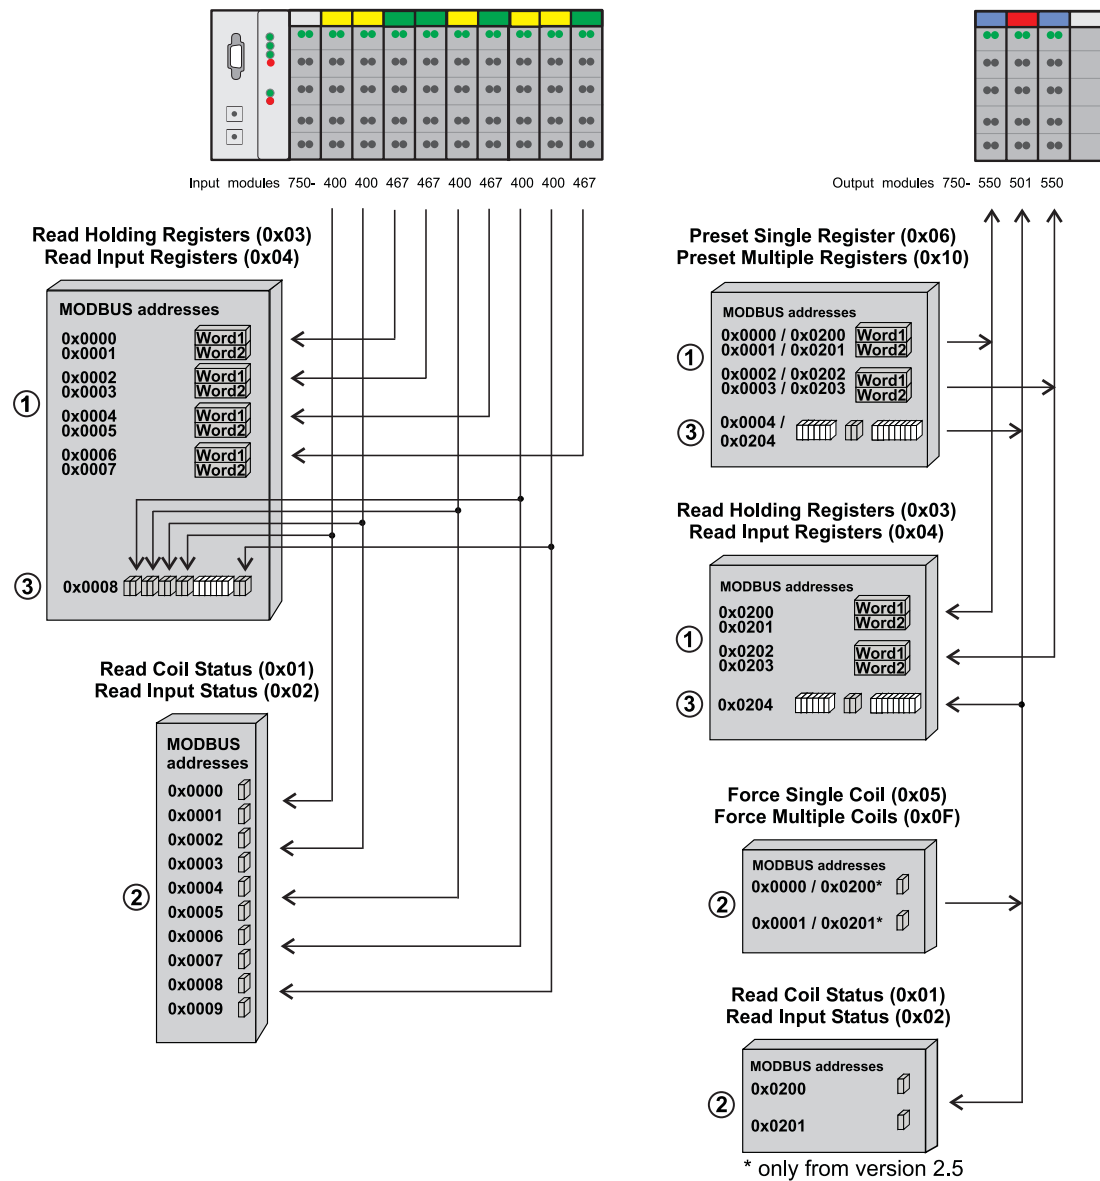 Input modules 750- 400 400 467 467 400 467 400 400 467
Read Holding Registers (0x03)
Read Input Registers (0x04)
MODBUS addresses
0x0000 Word1
0x0001 Word2
0x0002 Word1
0x0003 Word2
1
0x0004 Word1
0x0005 Word2
0x0006 Word1
0x0007 Word2
3 0x0008
Read Coil Status (0x01)
Read Input Status (0x02)
MODBUS
addresses
0x0000
0x0001
0x0002
0x0003
2 0x0004
0x0005
0x0006
0x0007
0x0008
0x0009
Output modules 750- 550 501 550
Preset Single Register (0x06)
Preset Multiple Registers (0x10)
MODBUS addresses
0x0000 / 0x0200 Word1
1 0x0001 / 0x0201 Word2
0x0002 / 0x0202 Word1
0x0003 / 0x0203 Word2
3 0x0004 /
0x0204
Read Holding Registers (0x03)
Read Input Registers (0x04)
MODBUS addresses
0x0200 Word1
0x0201 Word2
1
0x0202 Word1
0x0203 Word2
3 0x0204
Force Single Coil (0x05)
Force Multiple Coils (0x0F)
MODBUS addresses
0x0000 / 0x0200*
2
0x0001 / 0x0201*
Read Coil Status (0x01)
Read Input Status (0x02)
MODBUS addresses
0x0200
2
0x0201
* only from version 2.5